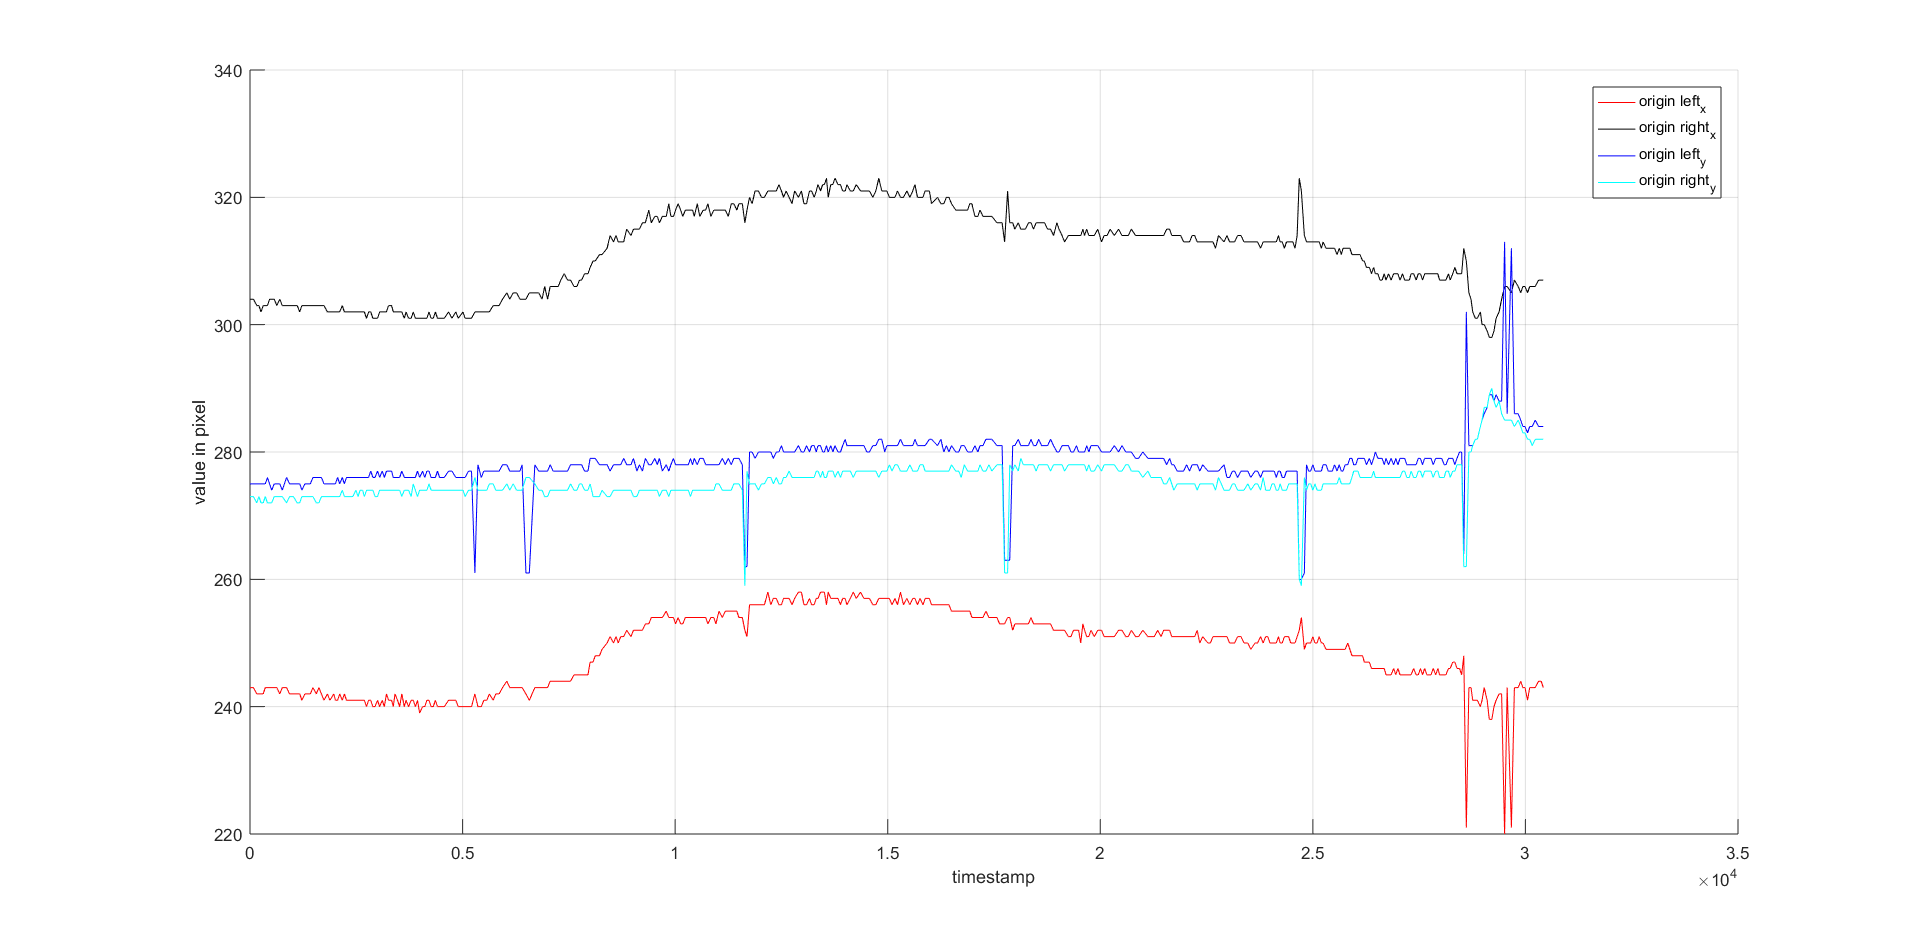 340
320
300
280
260
240
220
value in pixel
0
0.5
1
1.5
2
2.5
3
3.5
timestamp
×10^4
origin left_x
origin right_x
origin left_y
origin right_y